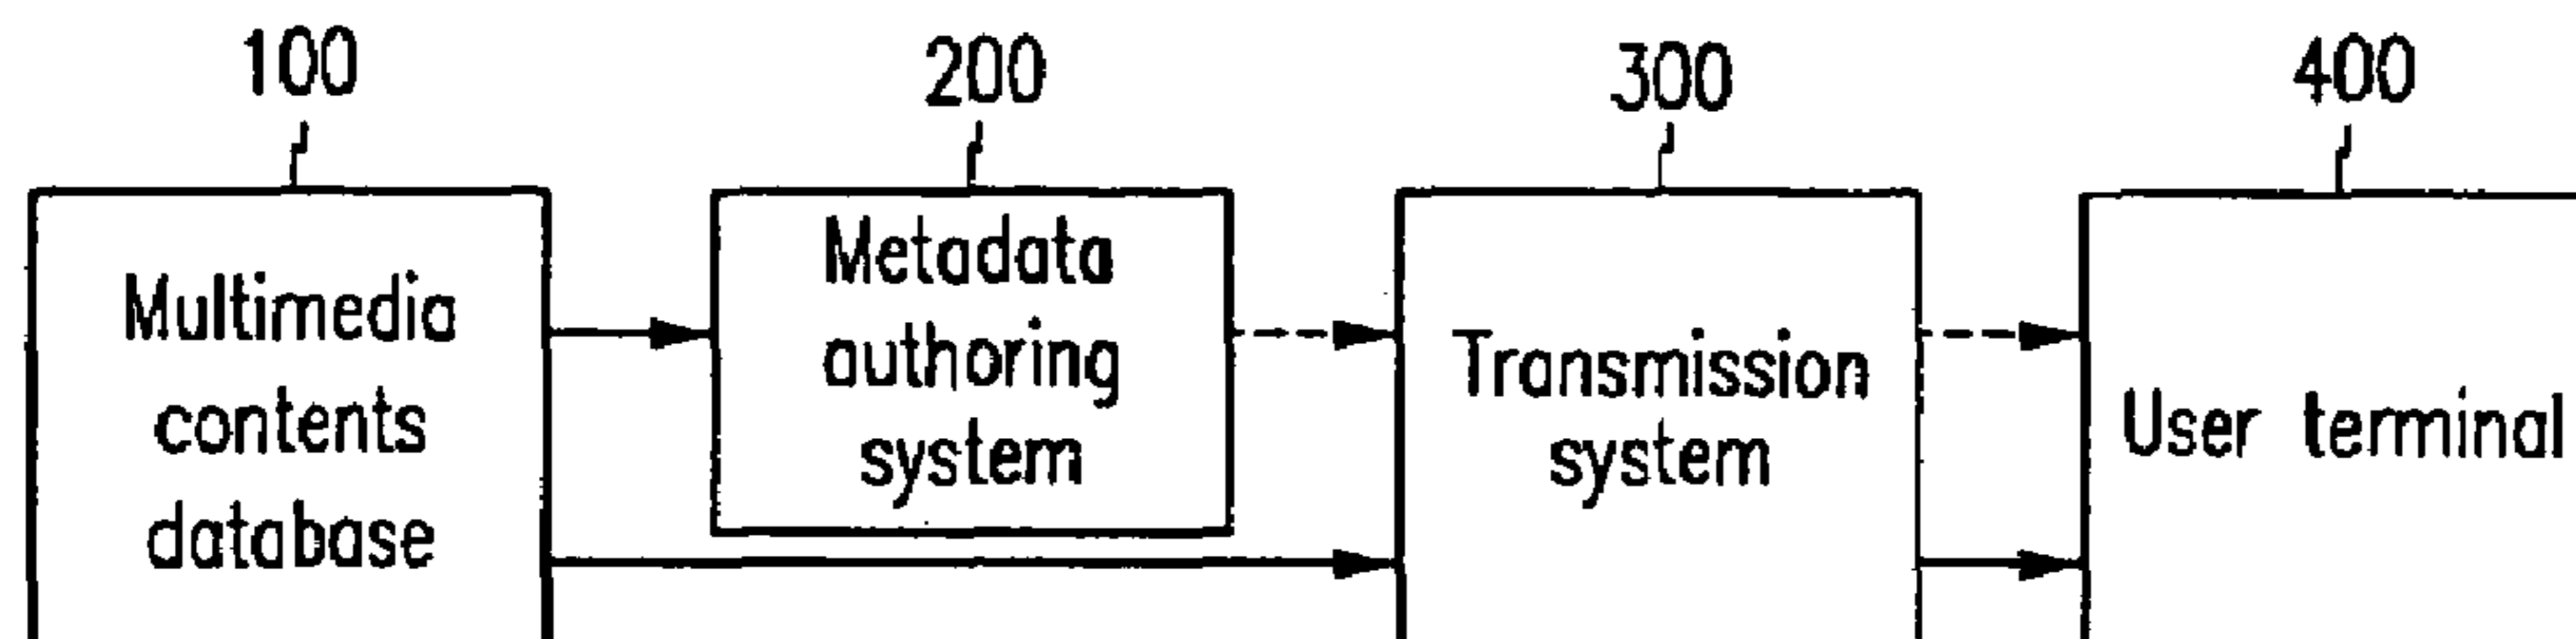 100
200
300
400
Multimedia
contents
database
Metadata
authoring
system
Transmission
system
User terminal